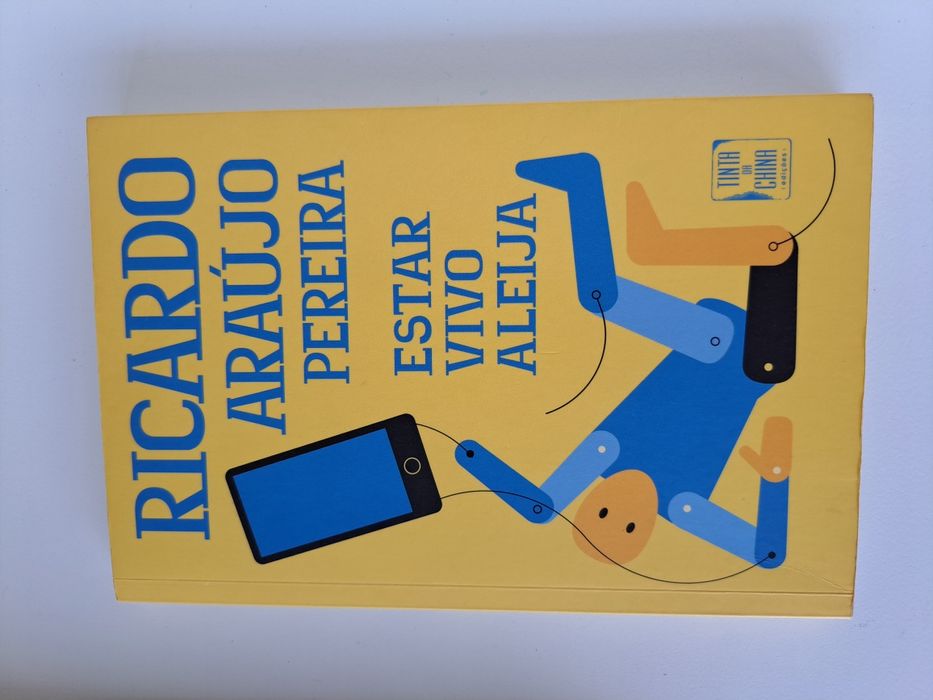 RICARDO
ARAÚJO
PEREIRA
ESTAR
VIVO
ALEIJA
TINTA
DA
CHINA
edições